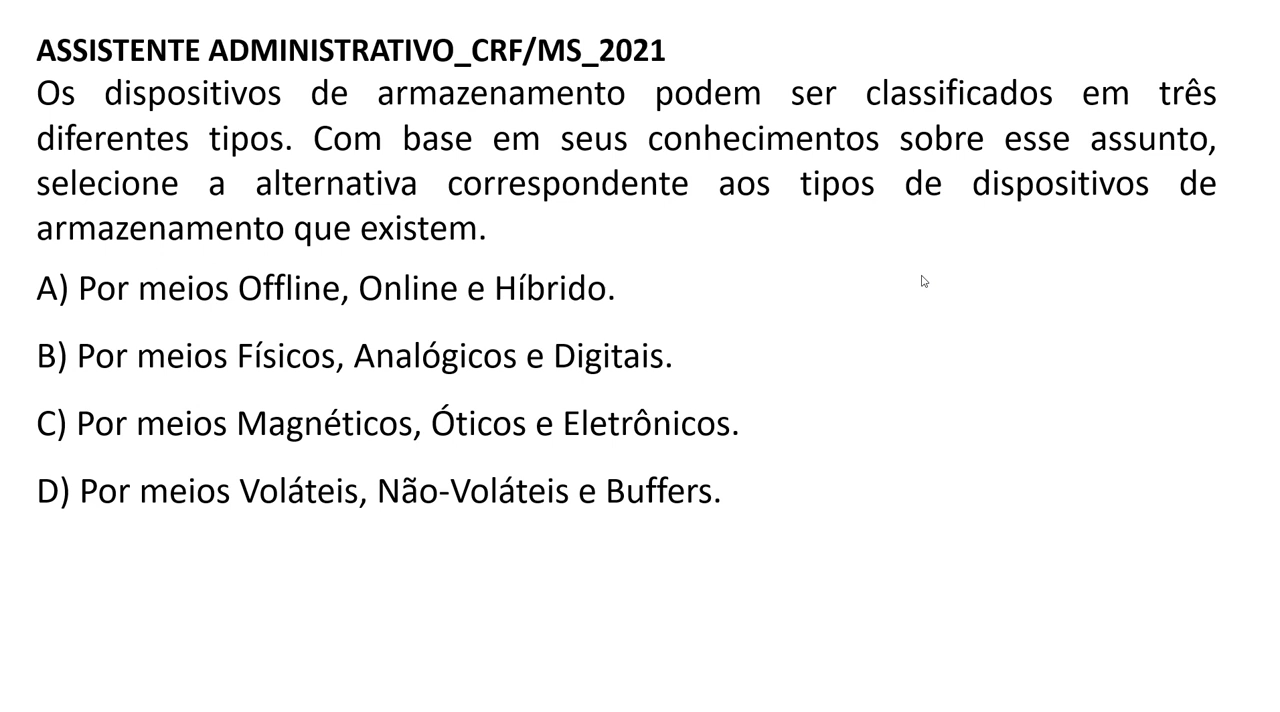 ASSISTENTE ADMINISTRATIVO_CRF/MS_2021
Os dispositivos de armazenamento podem ser classificados em três
diferentes tipos. Com base em seus conhecimentos sobre esse assunto,
selecione a alternativa correspondente aos tipos de dispositivos de
armazenamento que existem.
A) Por meios Offline, Online e Híbrido.
B) Por meios Físicos, Analógicos e Digitais.
C) Por meios Magnéticos, Óticos e Eletrônicos.
D) Por meios Voláteis, Não-Voláteis e Buffers.